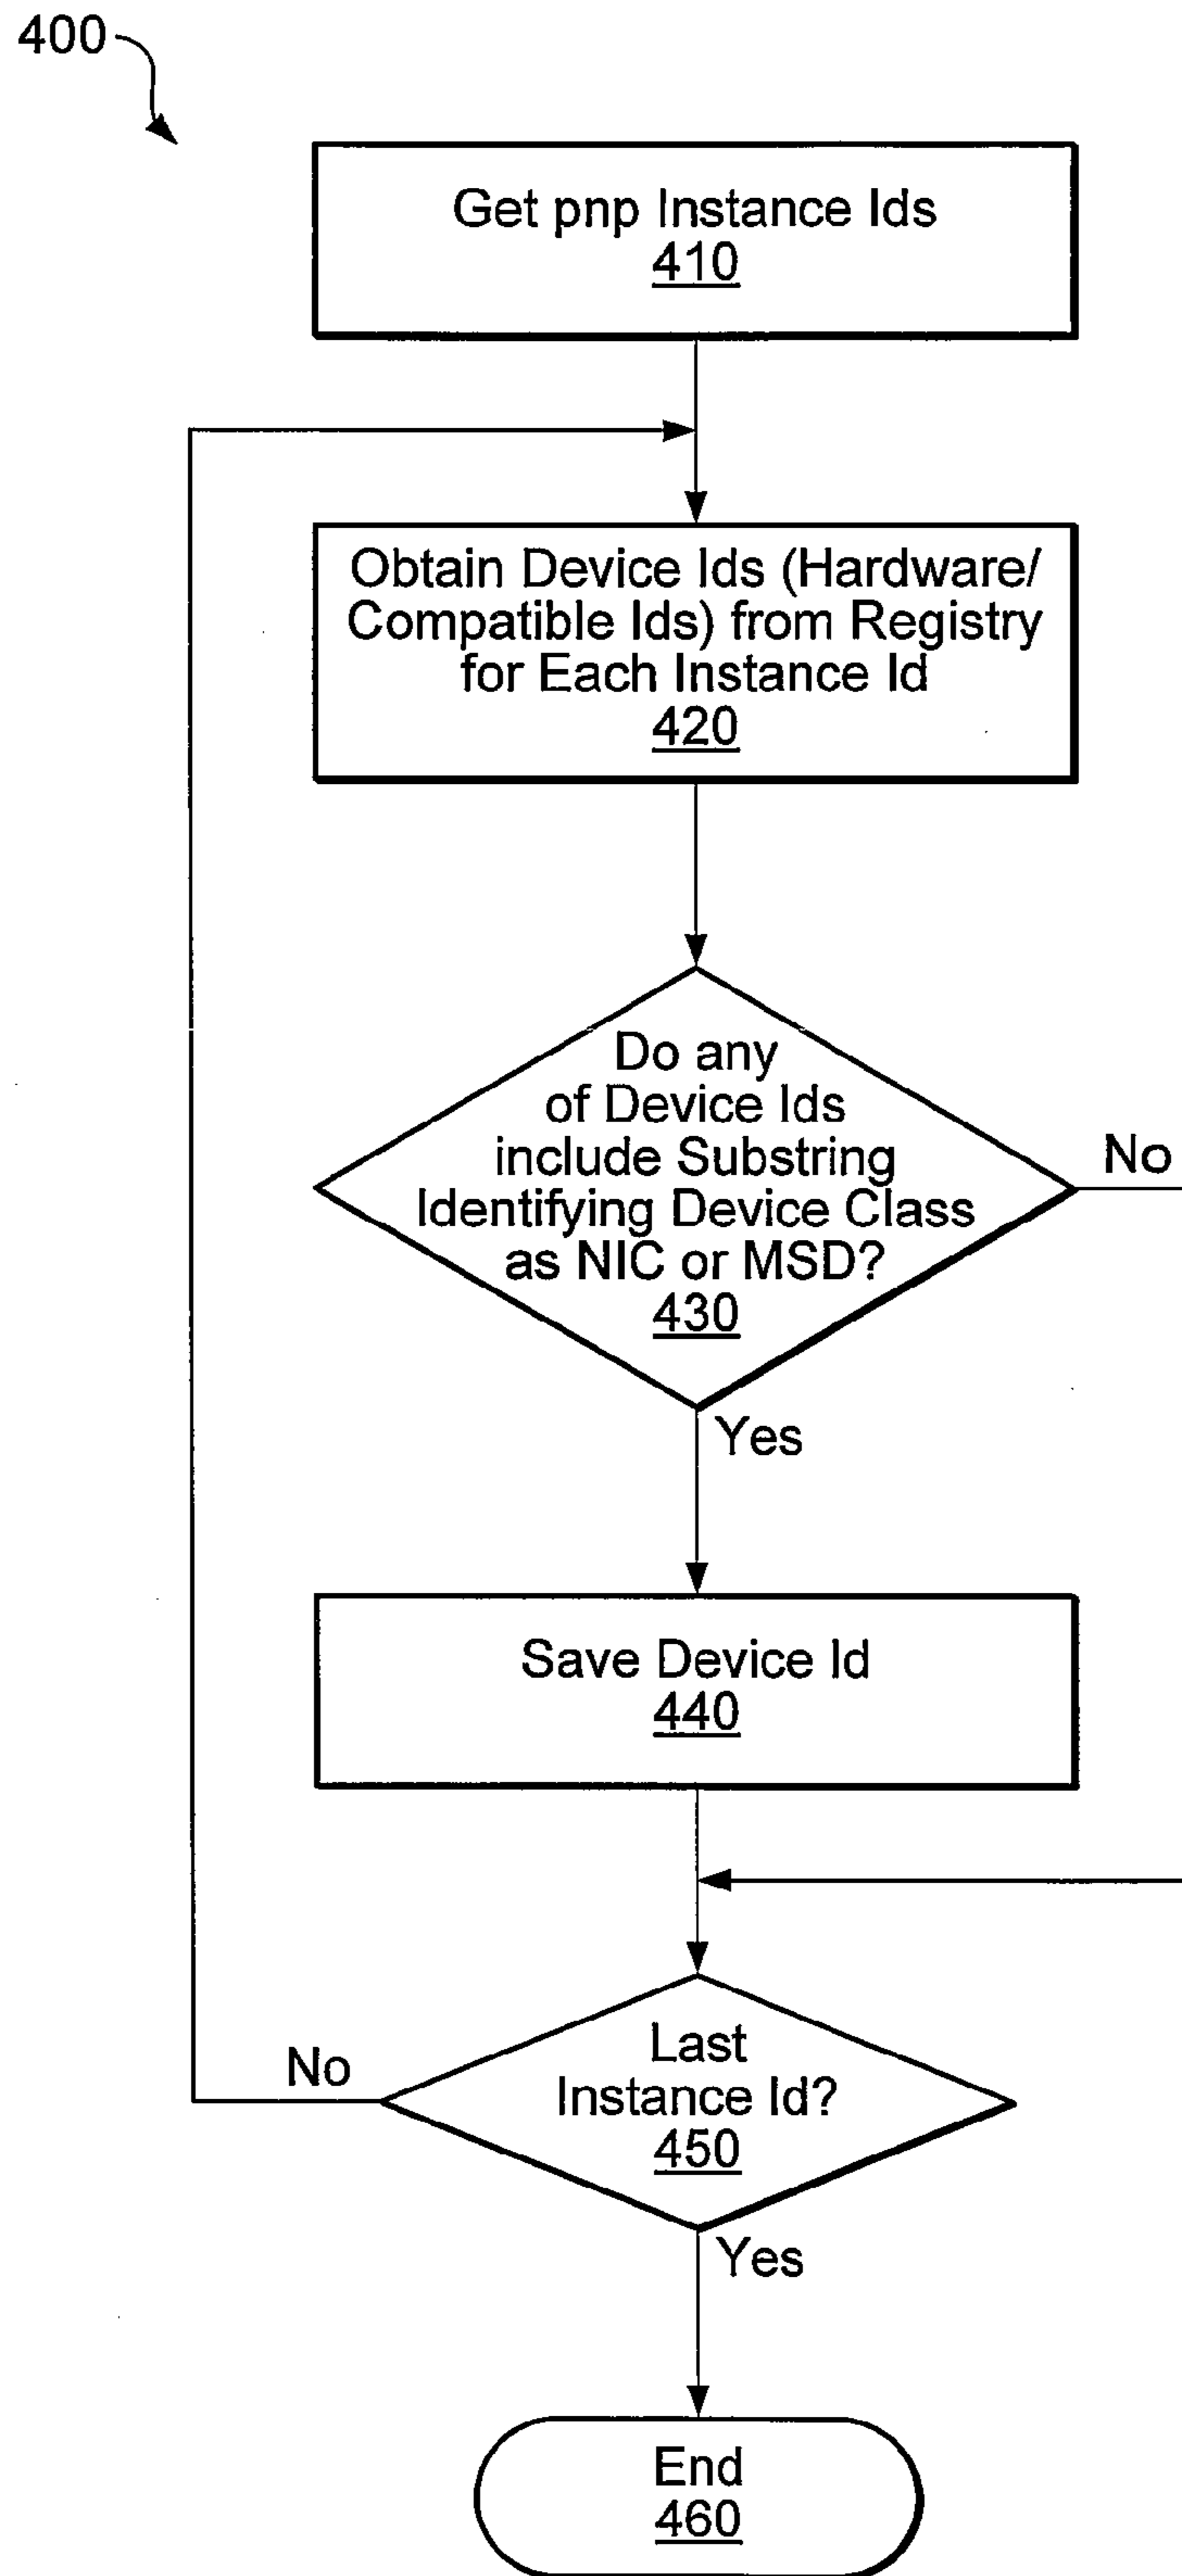 400
Get pnp Instance Ids
410
Obtain Device Ids (Hardware/
Compatible Ids) from Registry
for Each Instance Id
420
Do any
of Device Ids
include Substring
Identifying Device Class
as NIC or MSD?
430
No
Yes
Save Device Id
440
Last
Instance Id?
450
No
Yes
End
460